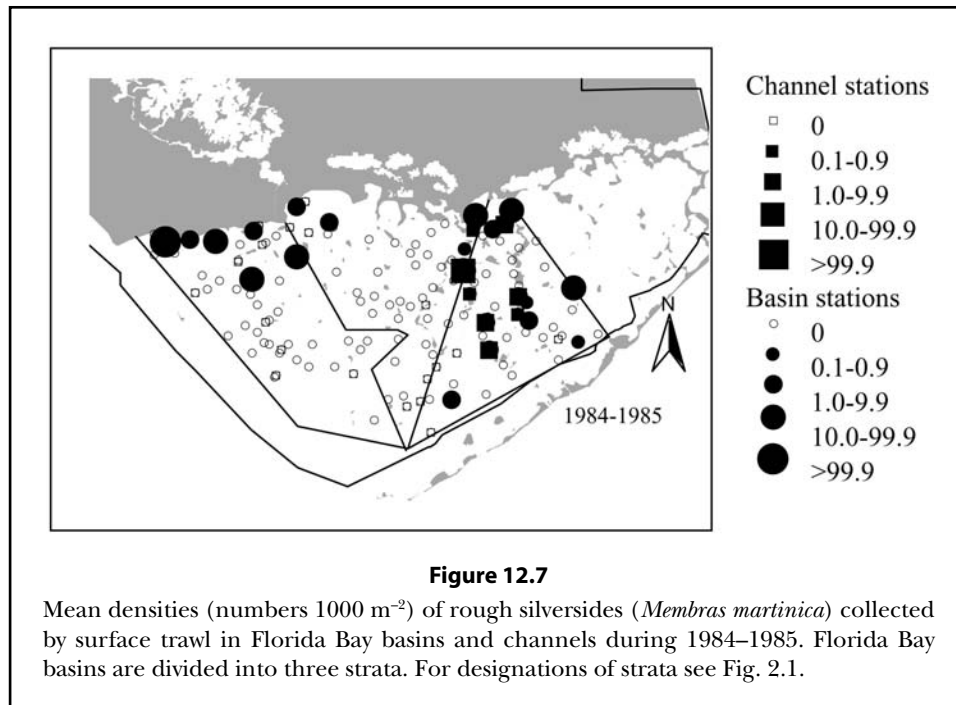 Channel stations
0
0.1-0.9
1.0-9.9
10.0-99.9
>99.9
Basin stations
0
0.1-0.9
1.0-9.9
10.0-99.9
>99.9
N
1984-1985
Figure 12.7
Mean densities (numbers 1000 m⁻²) of rough silversides (Membras martinica) collected
by surface trawl in Florida Bay basins and channels during 1984–1985. Florida Bay
basins are divided into three strata. For designations of strata see Fig. 2.1.